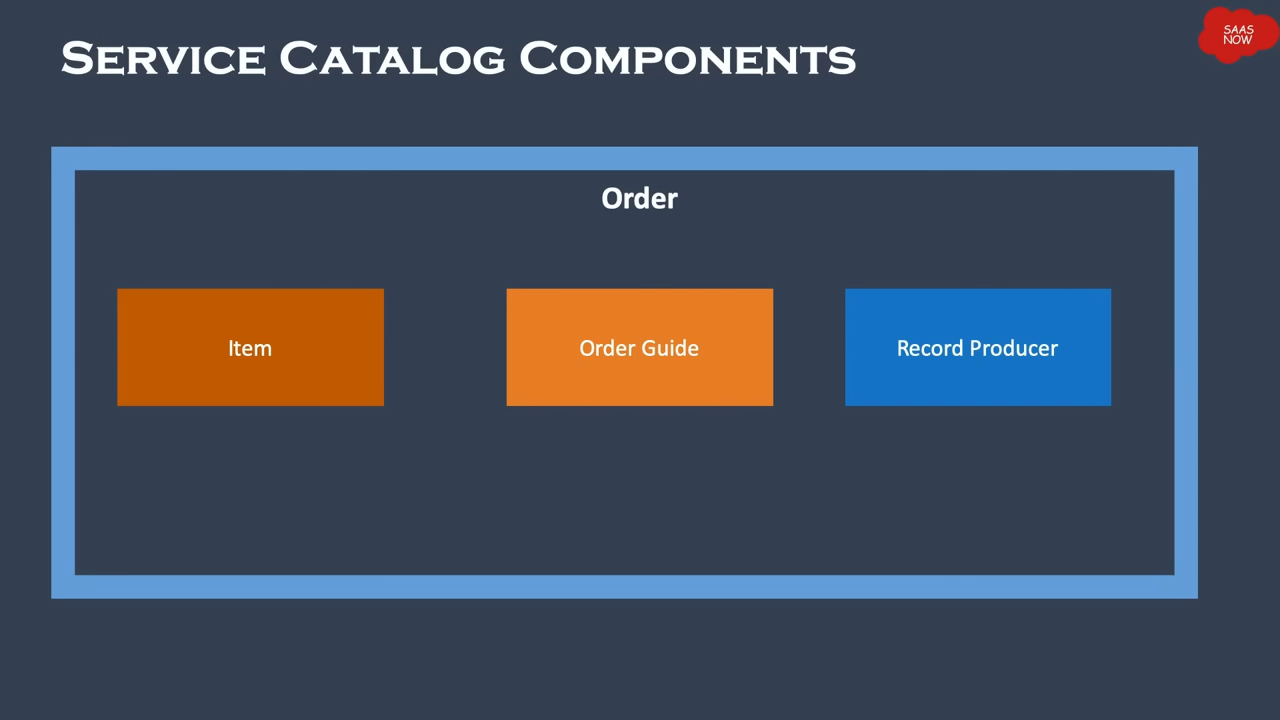 SERVICE CATALOG COMPONENTS
SAAS
NOW
Order
Item
Order Guide
Record Producer